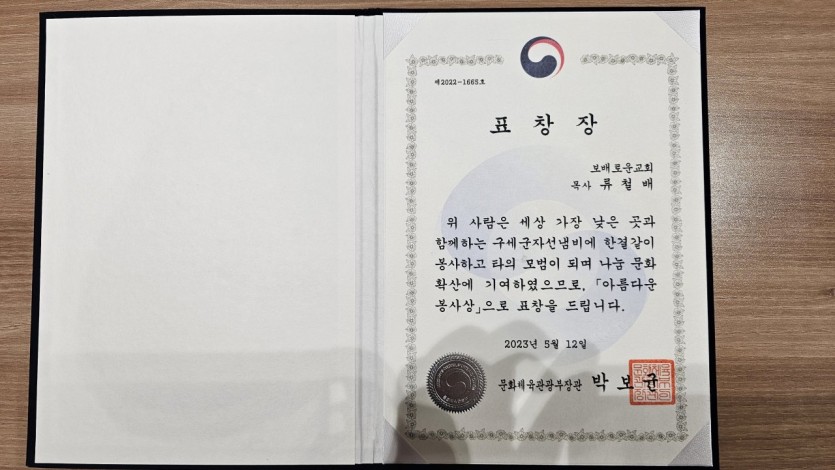 제2022-1665호
표 창 장
보배로운교회
목사 류 철 배
위 사람은 세상 가장 낮은 곳과
함께하는 구세군자선냄비에 한결같이
봉사하고 타의 모범이 되며 나눔 문화
확산에 기여하였으므로, 「아름다운
봉사상」으로 표창을 드립니다.
2023년 5월 12일
문화체육관광부장관 박 보 균